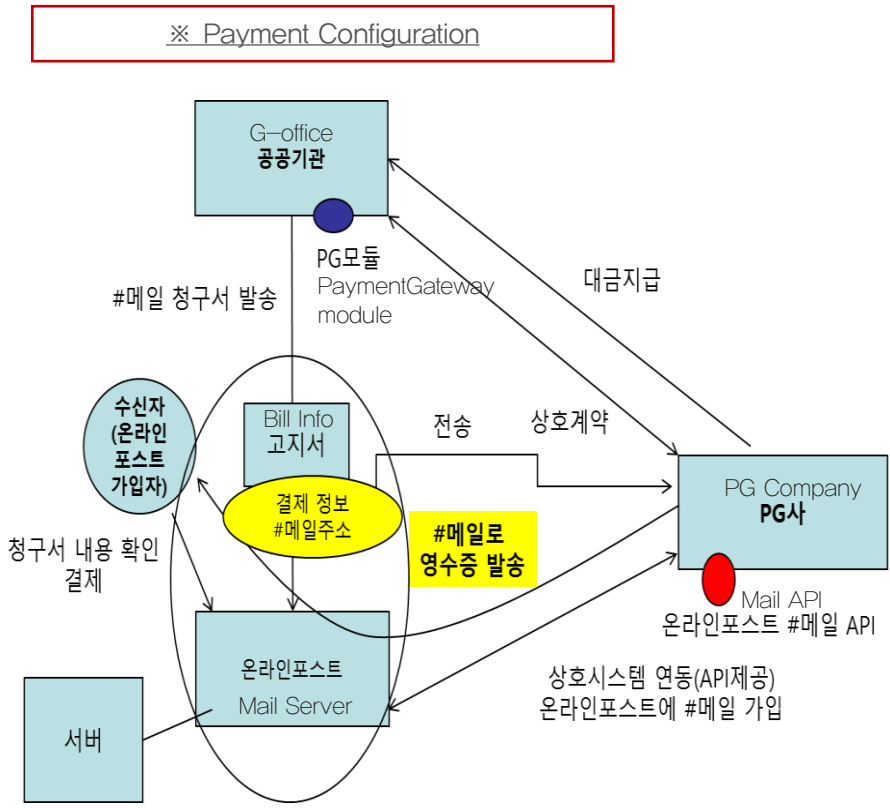 ※ Payment Configuration
G-office
공공기관
PG모듈
PaymentGateway
module
대금지급
#메일 청구서 발송
수신자
(온라인
포스트
가입자)
Bill Info
고지서
전송
상호계약
결제 정보
#메일주소
#메일로
영수증 발송
PG Company
PG사
청구서 내용 확인
결제
Mail API
온라인포스트 #메일 API
온라인포스트
Mail Server
상호시스템 연동(API제공)
온라인포스트에 #메일 가입
서버